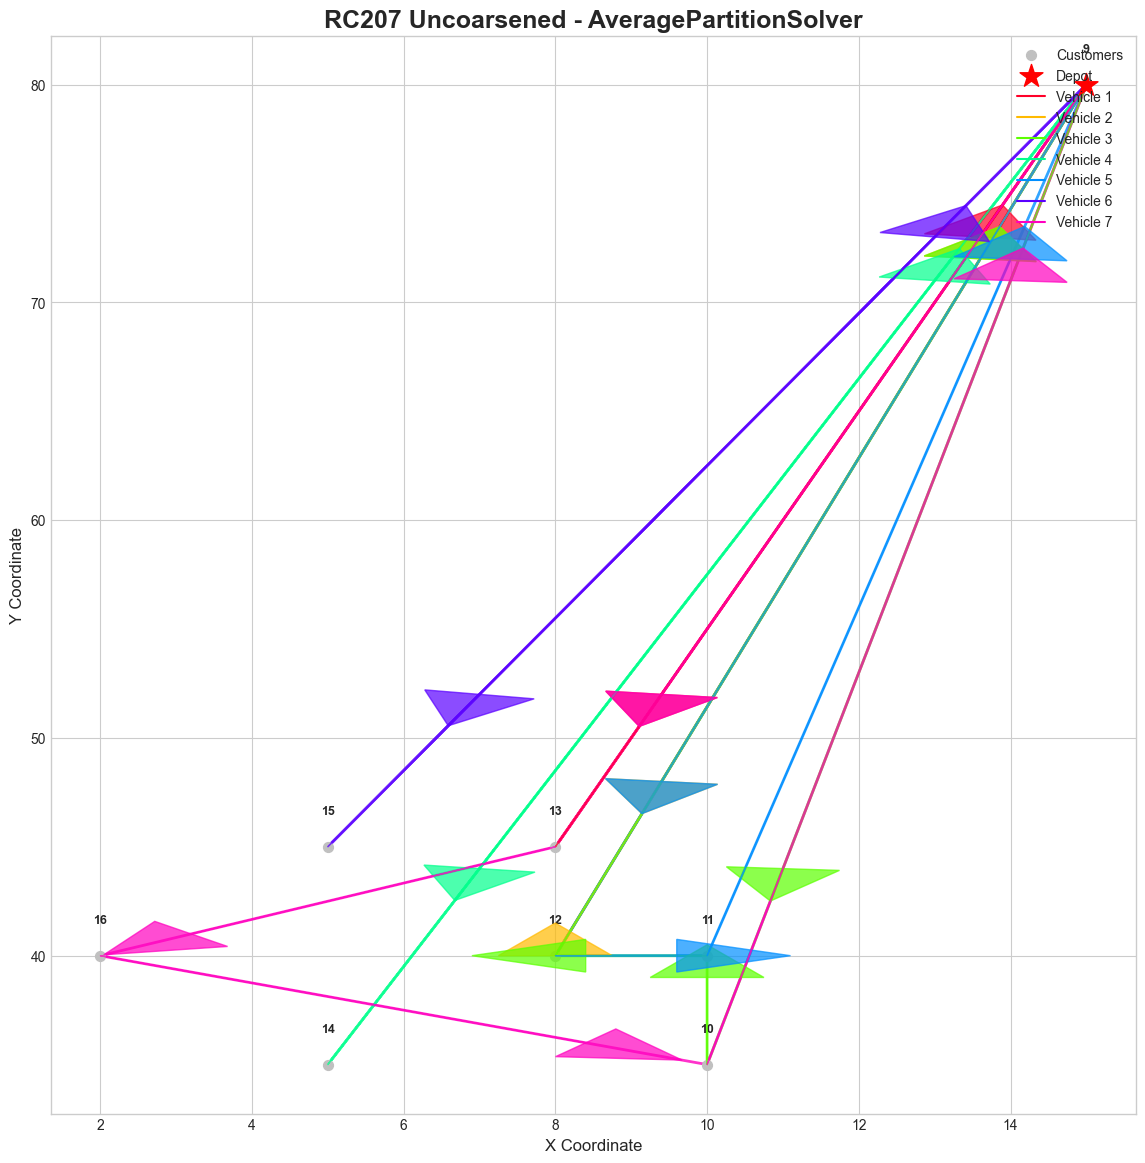 RC207 Uncoarsened - AveragePartitionSolver
9
Customers
Depot
Vehicle 1
Vehicle 2
Vehicle 3
Vehicle 4
Vehicle 5
Vehicle 6
Vehicle 7
80
70
60
50
40
15
13
16
12
11
14
10
2
4
6
8
10
12
14
X Coordinate
Y Coordinate